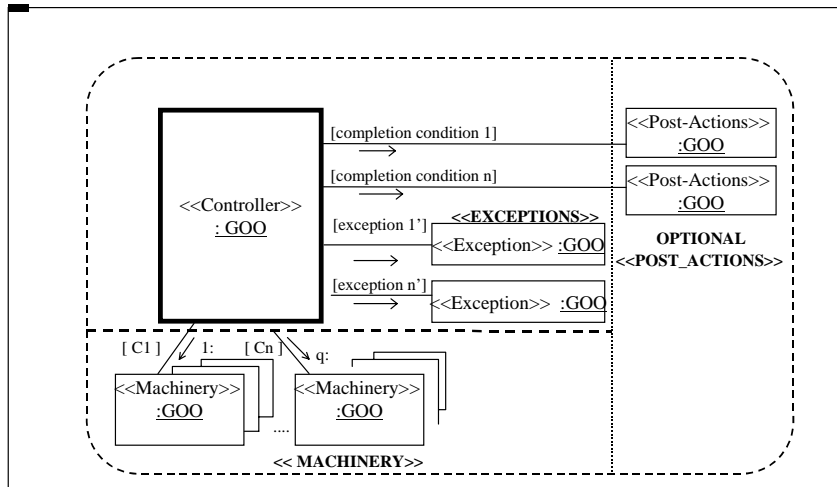 [completion condition 1]
<<Post-Actions>>
:GOO
[completion condition n]
<<Post-Actions>>
:GOO
<<Controller>>
: GOO
<<EXCEPTIONS>>
[exception 1’]
<<Exception>> :GOO
OPTIONAL
<<POST_ACTIONS>>
[exception n’]
<<Exception>> :GOO
[ C1 ] 1: [ Cn ] q:
<<Machinery>>
:GOO
....
<<Machinery>>
:GOO
<< MACHINERY>>